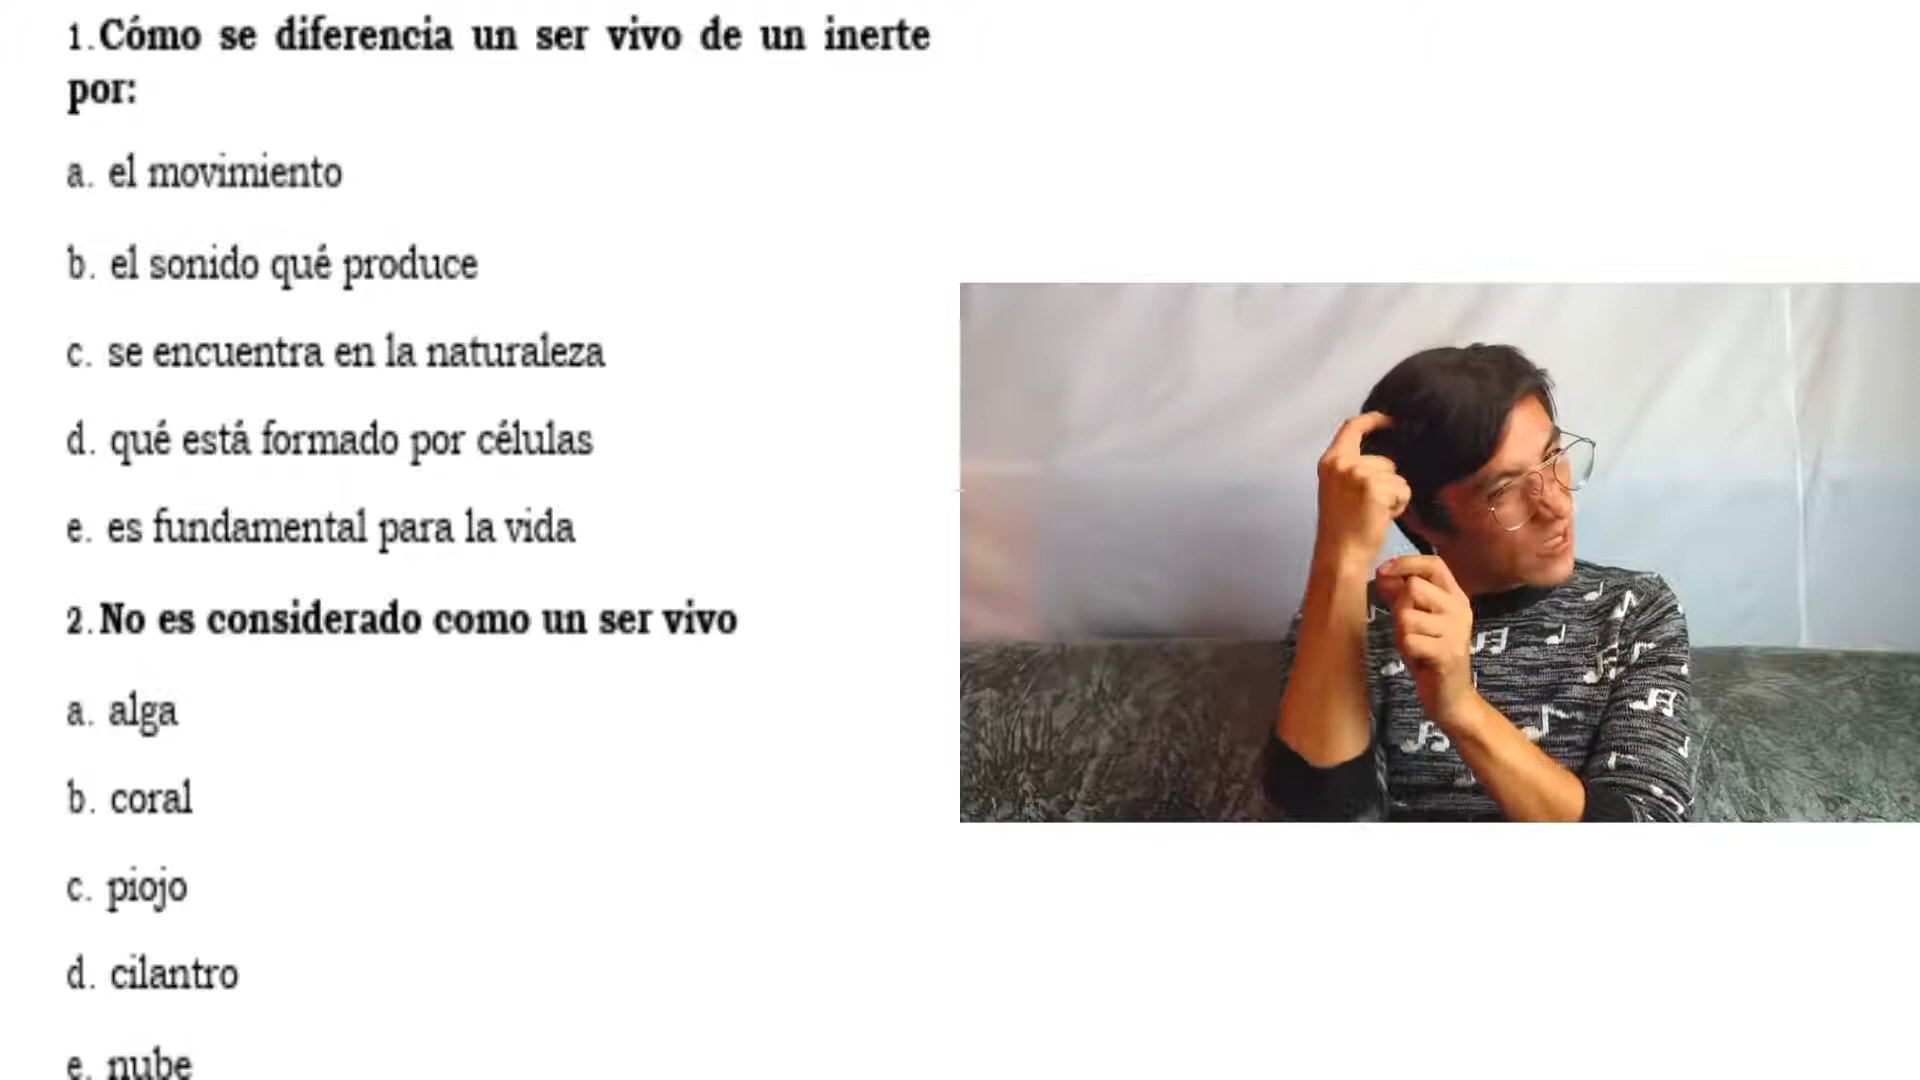 1.Cómo se diferencia un ser vivo de un inerte
por:
a. el movimiento
b. el sonido qué produce
c. se encuentra en la naturaleza
d. qué está formado por células
e. es fundamental para la vida
2.No es considerado como un ser vivo
a. alga
b. coral
c. piojo
d. cilantro
e. nube